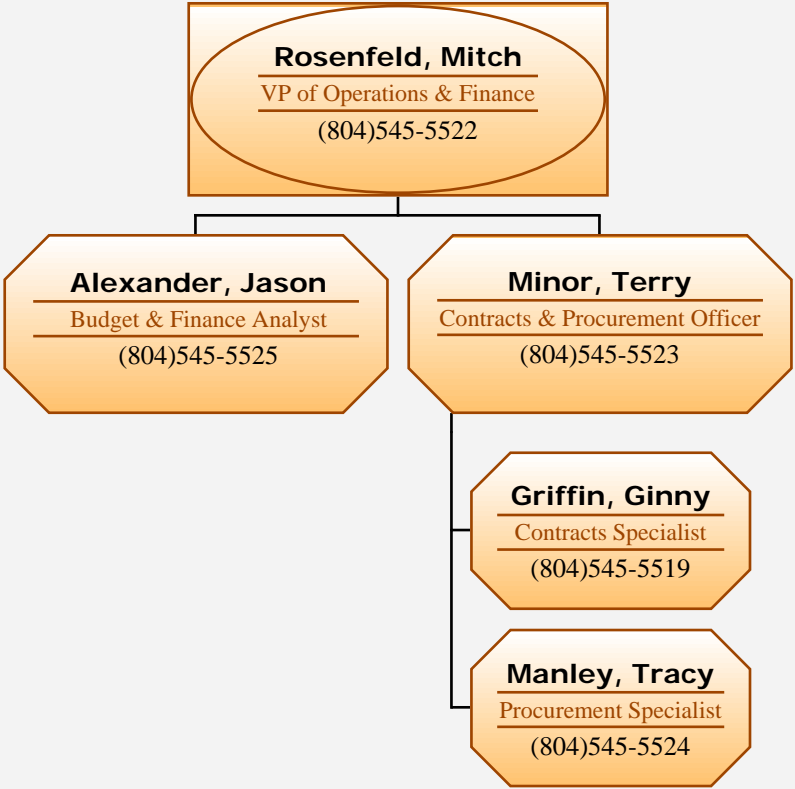 Rosenfeld, Mitch
VP of Operations & Finance
(804)545-5522
Alexander, Jason
Budget & Finance Analyst
(804)545-5525
Minor, Terry
Contracts & Procurement Officer
(804)545-5523
Griffin, Ginny
Contracts Specialist
(804)545-5519
Manley, Tracy
Procurement Specialist
(804)545-5524